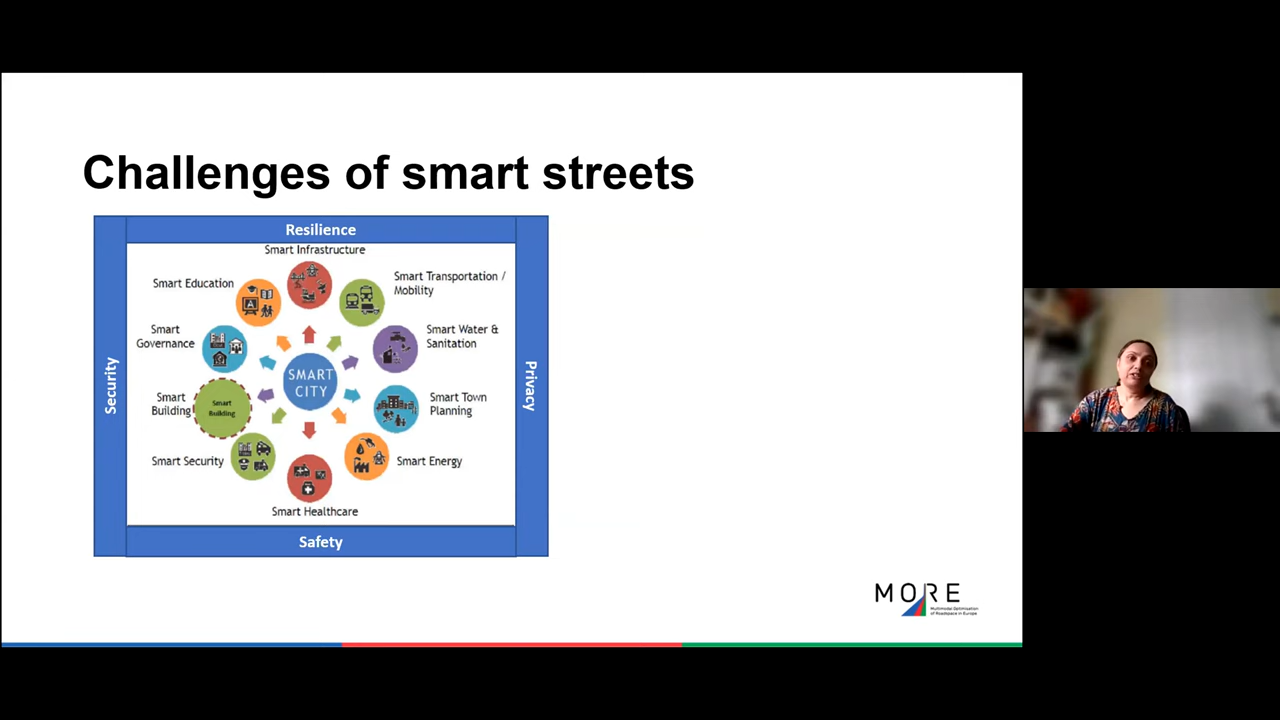 Challenges of smart streets
Resilience
Smart Infrastructure
Smart Education
Smart Transportation /
Mobility
Smart
Governance
Smart Water &
Sanitation
Security
SMART
CITY
Privacy
Smart
Building
Smart
Building
Smart Town
Planning
Smart Security
Smart Energy
Smart Healthcare
Safety
MORE
Multimodal Optimisation
of Roadspace in Europe